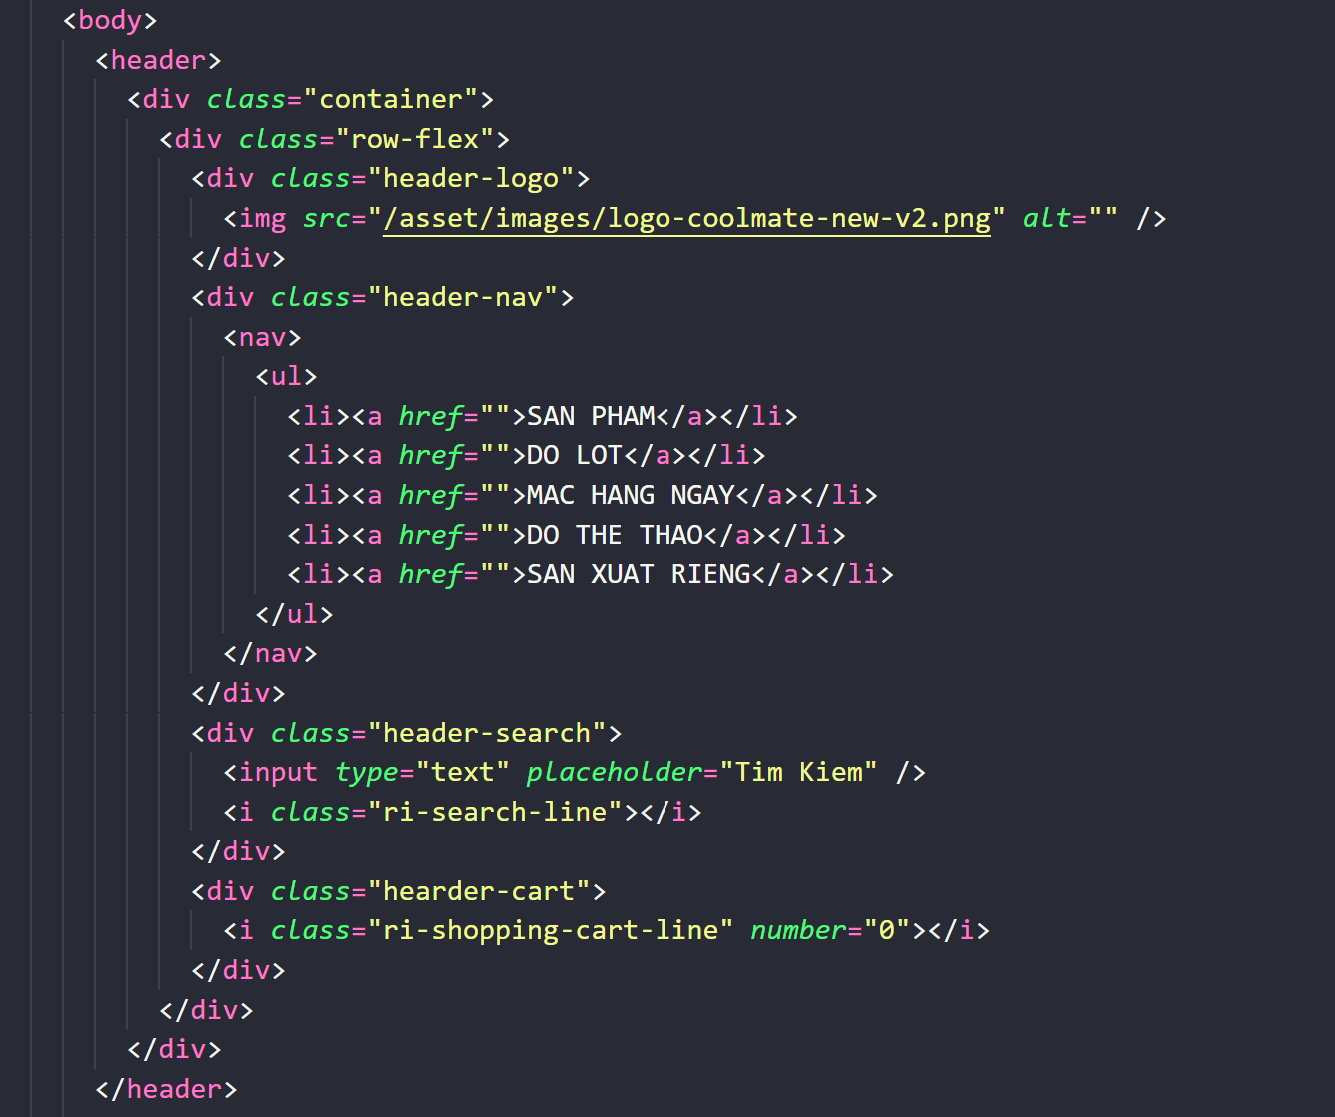 <body>
<header>
<div class="container">
<div class="row-flex">
<div class="header-logo">
<img src="/asset/images/logo-coolmate-new-v2.png" alt="" />
</div>
<div class="header-nav">
<nav>
<ul>
<li><a href="">SAN PHAM</a></li>
<li><a href="">DO LOT</a></li>
<li><a href="">MAC HANG NGAY</a></li>
<li><a href="">DO THE THAO</a></li>
<li><a href="">SAN XUAT RIENG</a></li>
</ul>
</nav>
</div>
<div class="header-search">
<input type="text" placeholder="Tim Kiem" />
<i class="ri-search-line"></i>
</div>
<div class="hearder-cart">
<i class="ri-shopping-cart-line" number="0"></i>
</div>
</div>
</div>
</header>